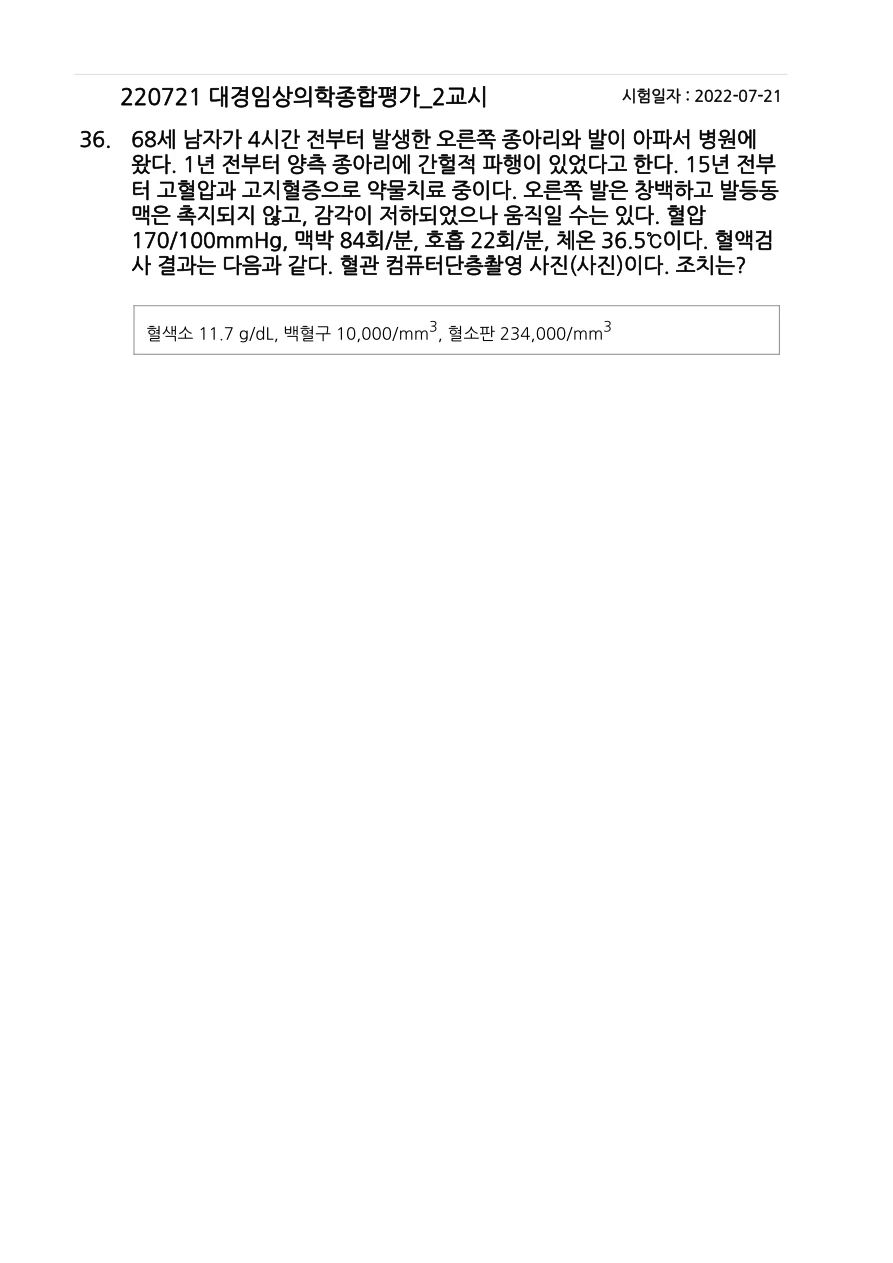 220721 대경임상의학종합평가_2교시
시험일자 : 2022-07-21
36. 68세 남자가 4시간 전부터 발생한 오른쪽 종아리와 발이 아파서 병원에
왔다. 1년 전부터 양측 종아리에 간헐적 파행이 있었다고 한다. 15년 전부
터 고혈압과 고지혈증으로 약물치료 중이다. 오른쪽 발은 창백하고 발등동
맥은 촉지되지 않고, 감각이 저하되었으나 움직일 수는 있다. 혈압
170/100mmHg, 맥박 84회/분, 호흡 22회/분, 체온 36.5℃이다. 혈액검
사 결과는 다음과 같다. 혈관 컴퓨터단층촬영 사진(사진)이다. 조치는?
혈색소 11.7 g/dL, 백혈구 10,000/mm³, 혈소판 234,000/mm³